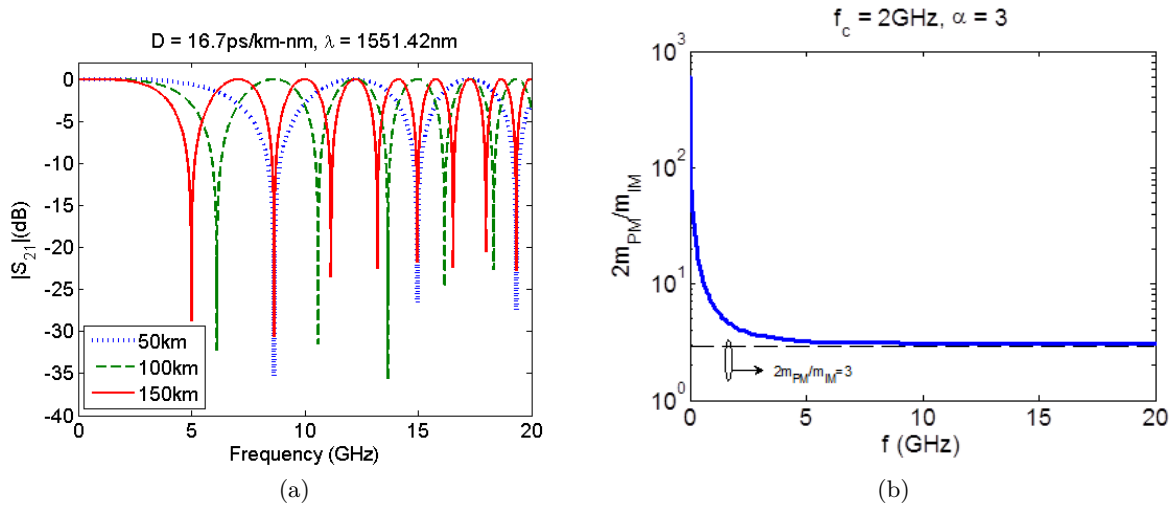 D = 16.7ps/km-nm, λ = 1551.42nm
|S21|(dB)
0
-5
-10
-15
-20
-25
-30
-35
-40
50km
100km
150km
0
5
10
15
20
Frequency (GHz)
(a)
fc = 2GHz, α = 3
2mPM/mIM
10^3
10^2
10^1
10^0
2mPM/mIM=3
0
5
10
15
20
f (GHz)
(b)